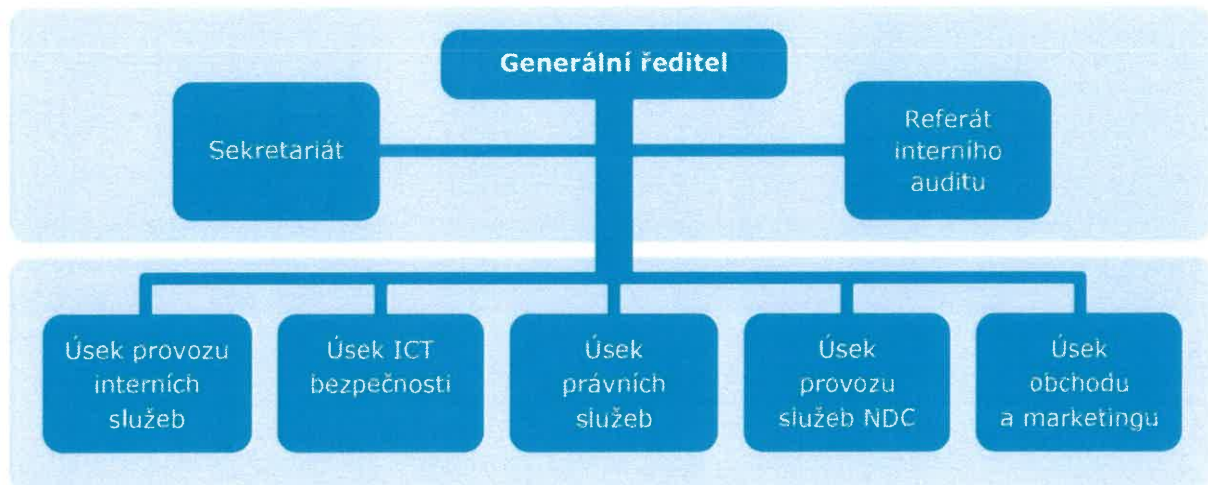 Generální ředitel
Sekretariát
Referát
interního
auditu
Úsek provozu
interních
služeb
Úsek ICT
bezpečnosti
Úsek
právních
služeb
Úsek
provozu
služeb NDC
Úsek
obchodu
a marketingu